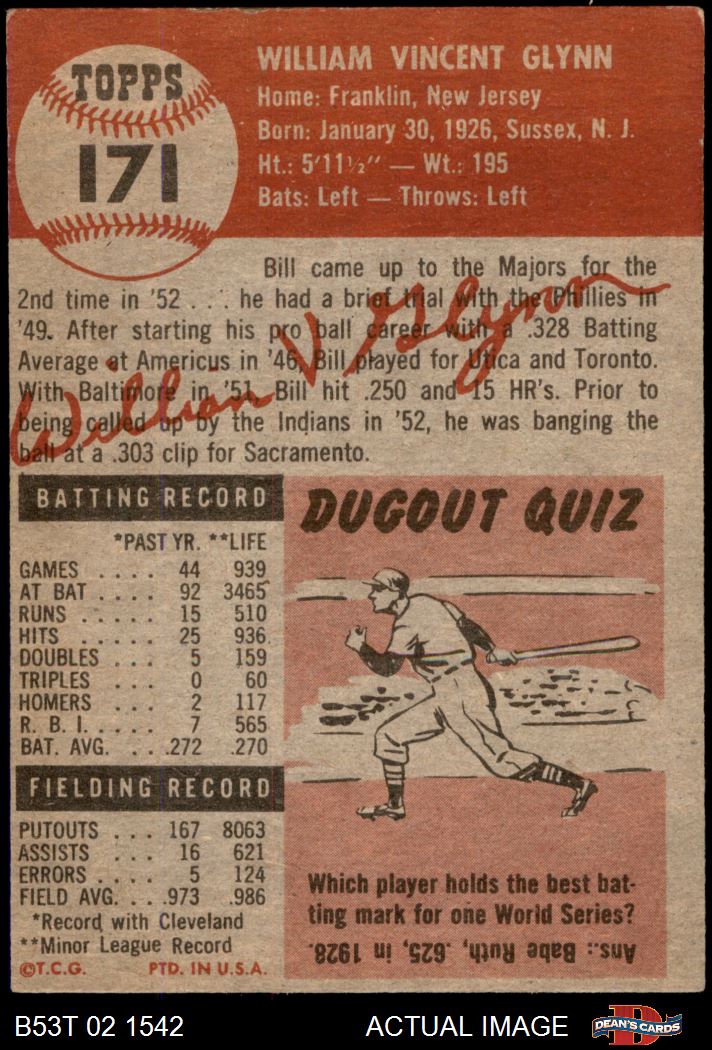 TOPPS
171
WILLIAM VINCENT GLYNN
Home: Franklin, New Jersey
Born: January 30, 1926, Sussex, N. J.
Ht.: 5'11½" — Wt.: 195
Bats: Left — Throws: Left
Bill came up to the Majors for the
2nd time in '52 . . . he had a brief trial with the Phillies in
'49. After starting his pro ball career with a .328 Batting
Average at Americus in '46, Bill played for Utica and Toronto.
With Baltimore in '51, Bill hit .250 and 15 HR's. Prior to
being called up by the Indians in '52, he was banging the
ball at a .303 clip for Sacramento.
William V Glynn
BATTING RECORD
*PAST YR. **LIFE
GAMES . . . . 44 939
AT BAT . . . . 92 3465
RUNS . . . . . 15 510
HITS . . . . . 25 936
DOUBLES . . . 5 159
TRIPLES . . . 0 60
HOMERS . . . 2 117
R. B. I. . . . . 7 565
BAT. AVG. . . .272 .270
FIELDING RECORD
PUTOUTS . . . 167 8063
ASSISTS . . . 16 621
ERRORS . . . . 5 124
FIELD AVG. . . .973 .986
*Record with Cleveland
**Minor League Record
©T.C.G. PTD. IN U.S.A.
DUGOUT QUIZ
Which player holds the best bat-
ting mark for one World Series?
Ans.: Babe Ruth, .625, in 1928.
B53T 02 1542
ACTUAL IMAGE
D
DEAN'S CARDS